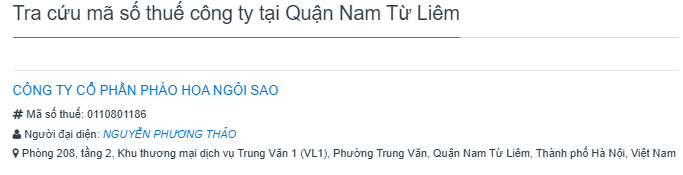 Tra cứu mã số thuế công ty tại Quận Nam Từ Liêm
CÔNG TY CỔ PHẦN PHÁO HOA NGÔI SAO
# Mã số thuế: 0110801186
Người đại diện: NGUYỄN PHƯƠNG THẢO
Phòng 208, tầng 2, Khu thương mại dịch vụ Trung Văn 1 (VL1), Phường Trung Văn, Quận Nam Từ Liêm, Thành phố Hà Nội, Việt Nam